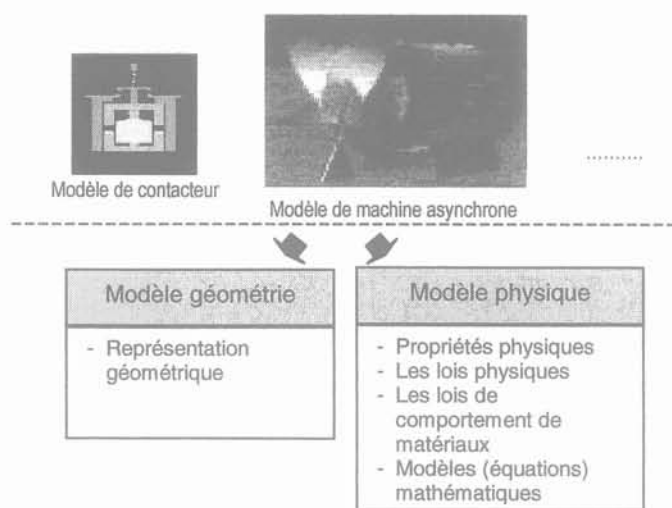 Modèle de contacteur
Modèle de machine asynchrone
...........
Modèle géométrie
- Représentation
géométrique
Modèle physique
- Propriétés physiques
- Les lois physiques
- Les lois de
comportement de
matériaux
- Modèles (équations)
mathématiques